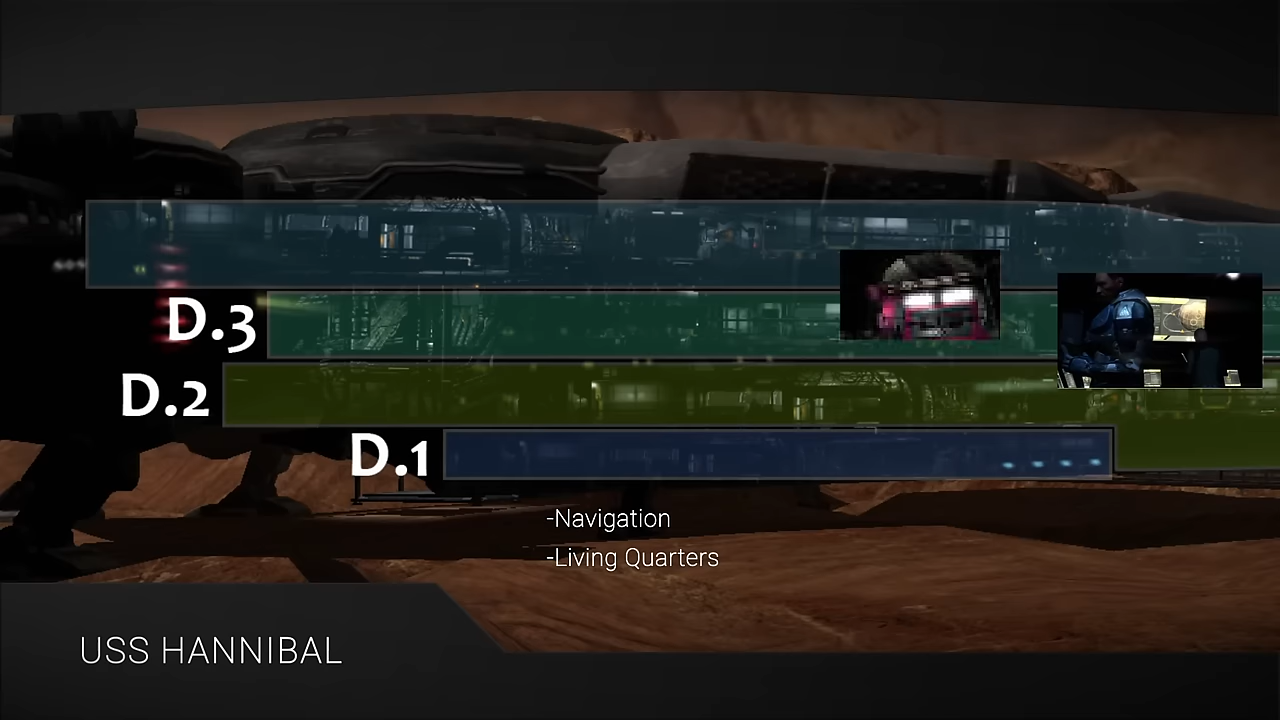 D.3
D.2
D.1
-Navigation
-Living Quarters
USS HANNIBAL